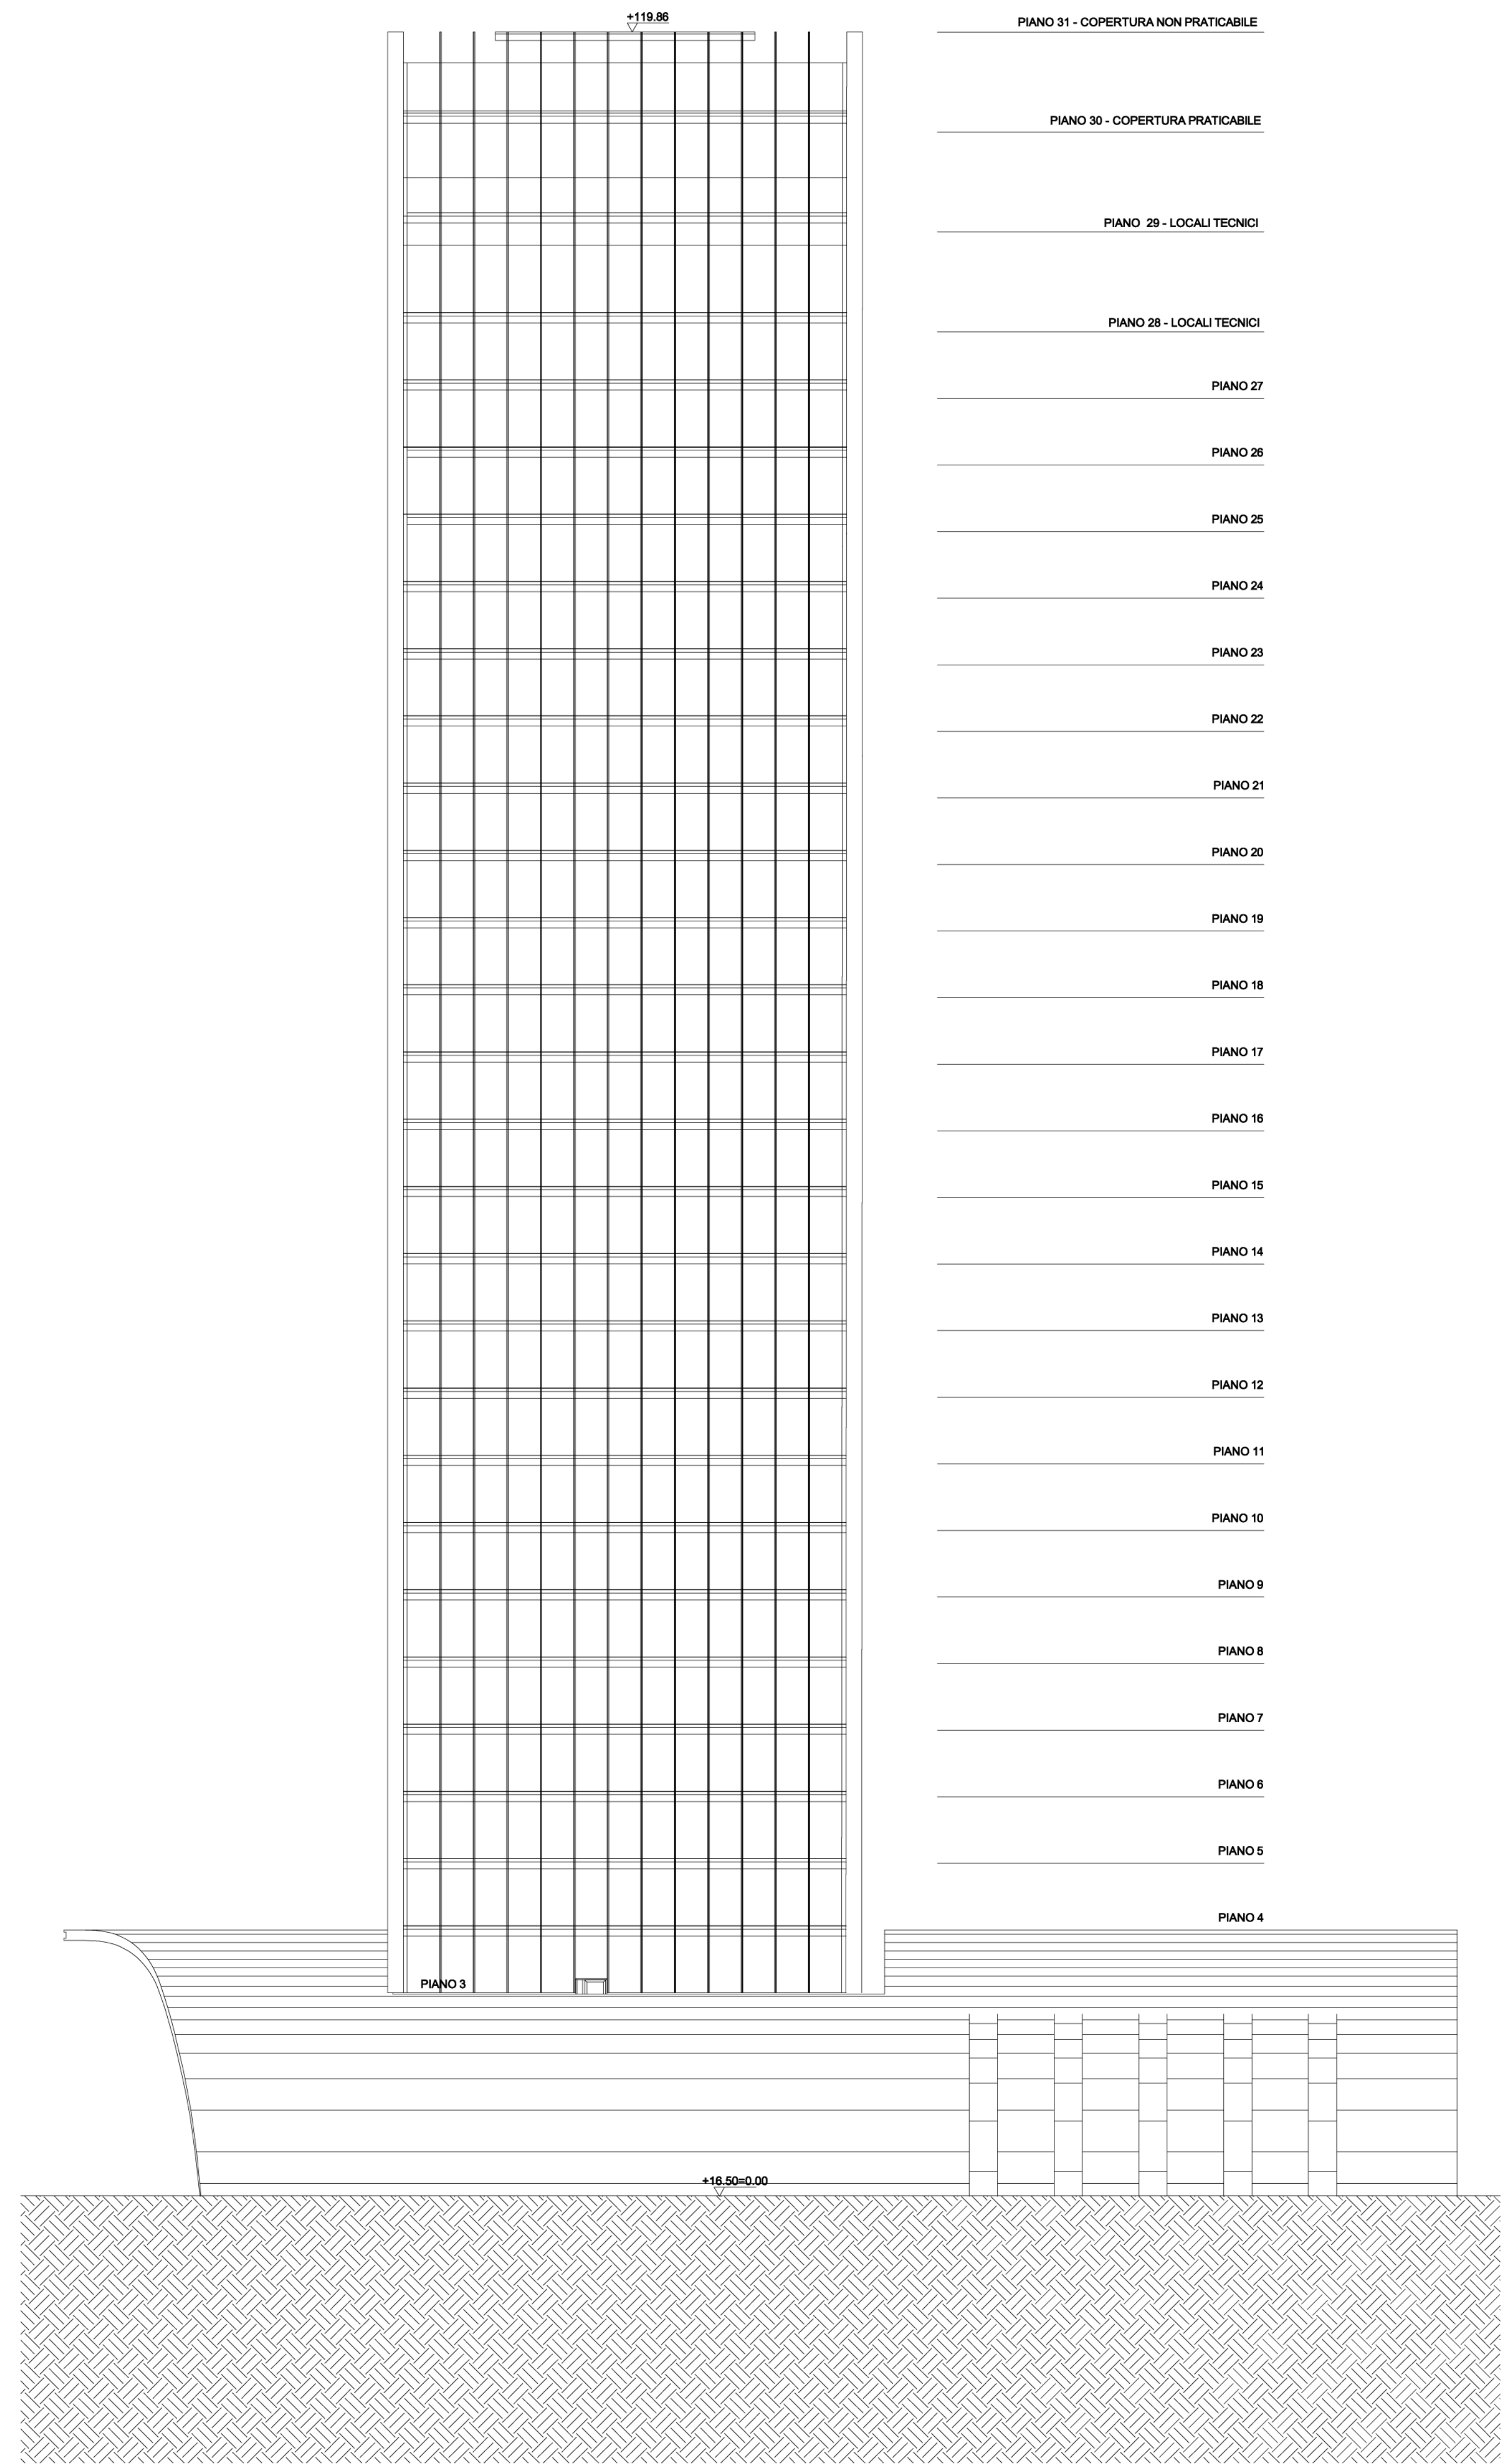 +119.86
PIANO 31 - COPERTURA NON PRATICABILE
PIANO 30 - COPERTURA PRATICABILE
PIANO 29 - LOCALI TECNICI
PIANO 28 - LOCALI TECNICI
PIANO 27
PIANO 26
PIANO 25
PIANO 24
PIANO 23
PIANO 22
PIANO 21
PIANO 20
PIANO 19
PIANO 18
PIANO 17
PIANO 16
PIANO 15
PIANO 14
PIANO 13
PIANO 12
PIANO 11
PIANO 10
PIANO 9
PIANO 8
PIANO 7
PIANO 6
PIANO 5
PIANO 4
PIANO 3
+16.50=0.00